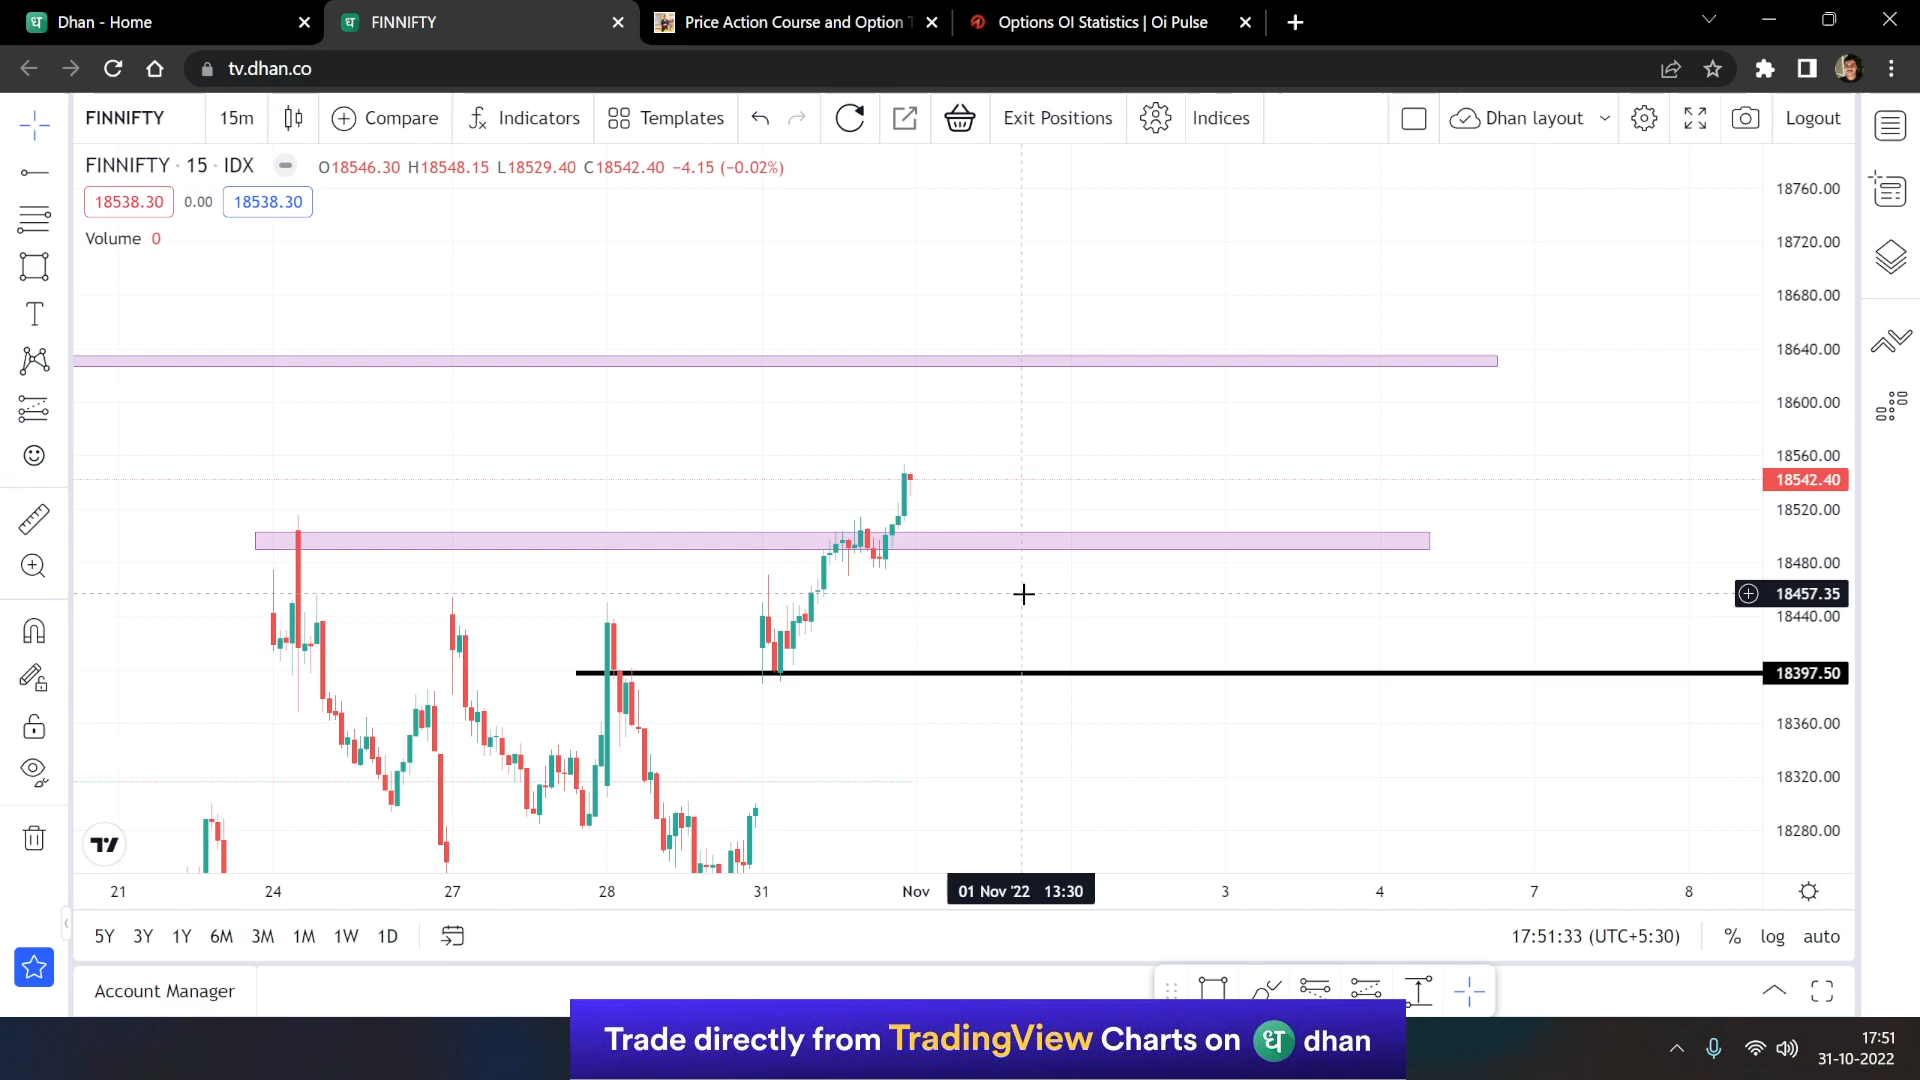 Dhan - Home
FINNIFTY
Price Action Course and Option
Options OI Statistics | Oi Pulse
tv.dhan.co
FINNIFTY 15m Compare Indicators Templates Exit Positions Indices Dhan layout Logout
FINNIFTY · 15 · IDX O18546.30 H18548.15 L18529.40 C18542.40 −4.15 (−0.02%)
18538.30 0.00 18538.30
Volume 0
18760.00
18720.00
18680.00
18640.00
18600.00
18560.00
18542.40
18520.00
18480.00
18457.35
18440.00
18397.50
18360.00
18320.00
18280.00
21 24 27 28 31 Nov 01 Nov '22 13:30 3 4 7 8
5Y 3Y 1Y 6M 3M 1M 1W 1D 17:51:33 (UTC+5:30) % log auto
Account Manager
Trade directly from TradingView Charts on ध dhan
17:51
31-10-2022